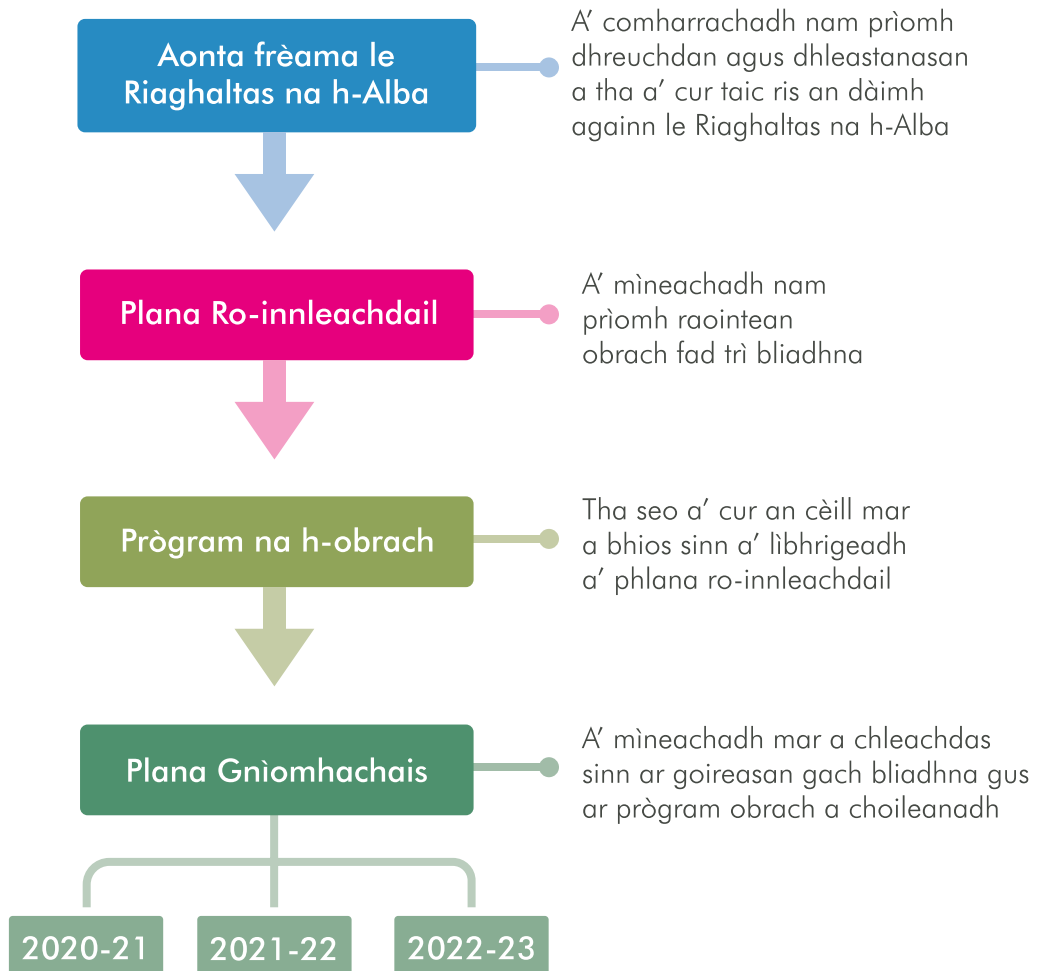 Aonta frèama le
Riaghaltas na h-Alba
A’ comharrachadh nam prìomh
dhreuchdan agus dhleastanasan
a tha a’ cur taic ris an dàimh
againn le Riaghaltas na h-Alba
Plana Ro-innleachdail
A’ mìneachadh nam
prìomh raointean
obrach fad trì bliadhna
Prògram na h-obrach
Tha seo a’ cur an cèill mar
a bhios sinn a’ lìbhrigeadh
a’ phlana ro-innleachdail
Plana Gnìomhachais
A’ mìneachadh mar a chleachdas
sinn ar goireasan gach bliadhna gus
ar prògram obrach a choileanadh
2020-21
2021-22
2022-23